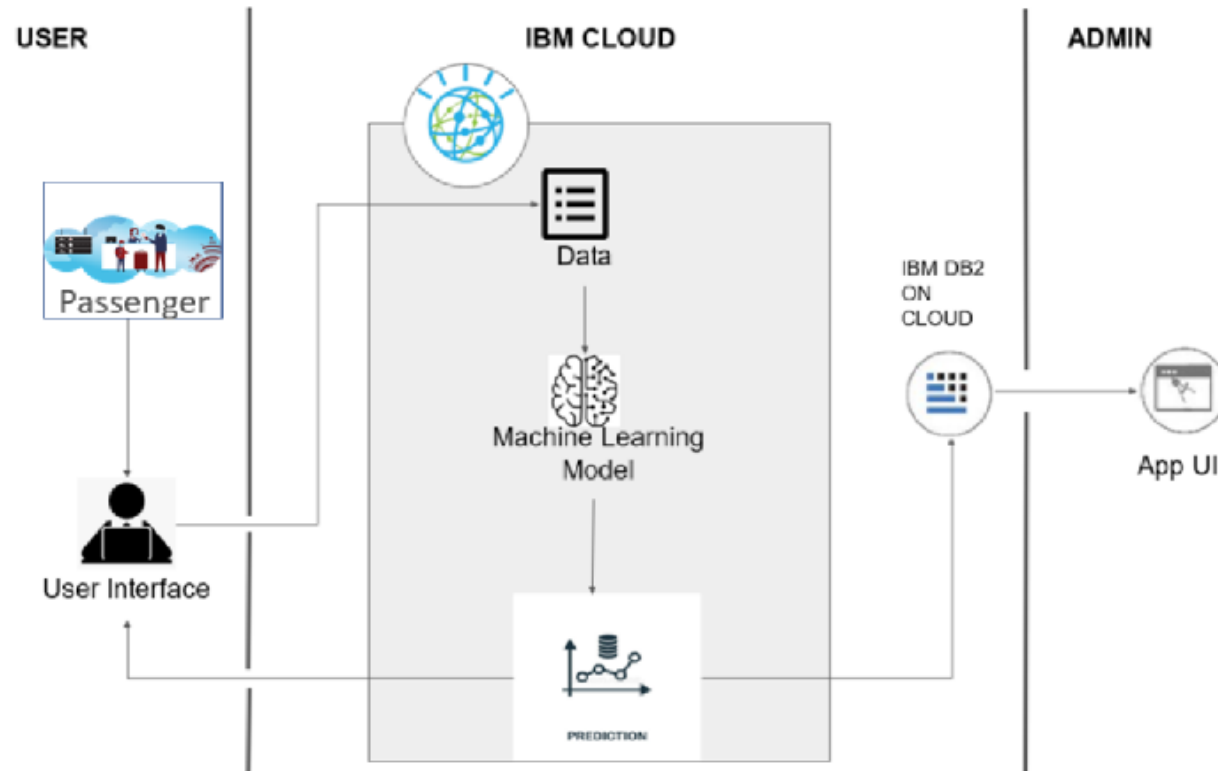 USER
IBM CLOUD
ADMIN
Passenger
Data
IBM DB2
ON
CLOUD
Machine Learning
Model
App UI
User Interface
PREDICTION